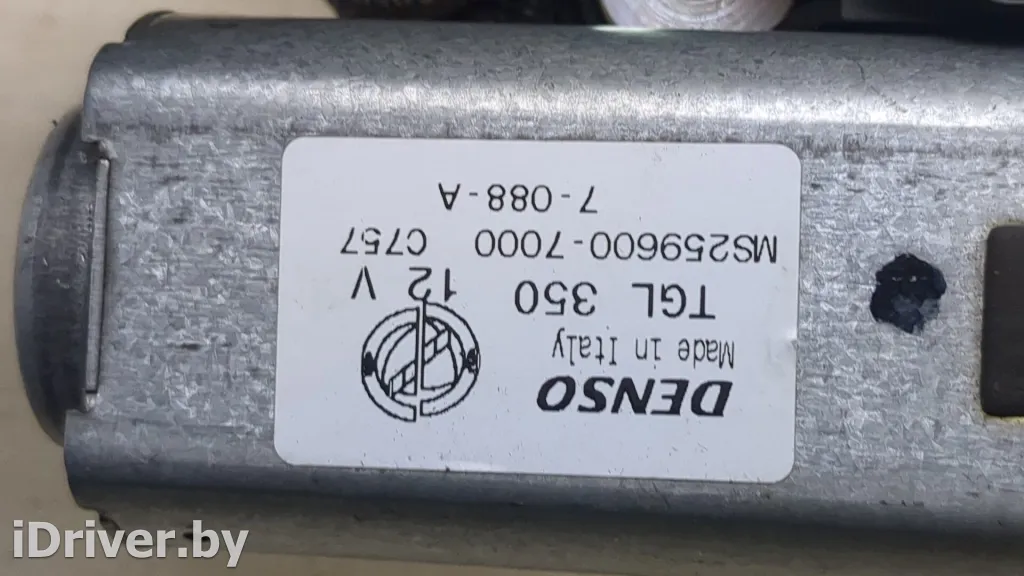 DENSO
Made in Italy
TGL 350 12 V
MS259600-7000 C757
7-088-A
iDriver.by